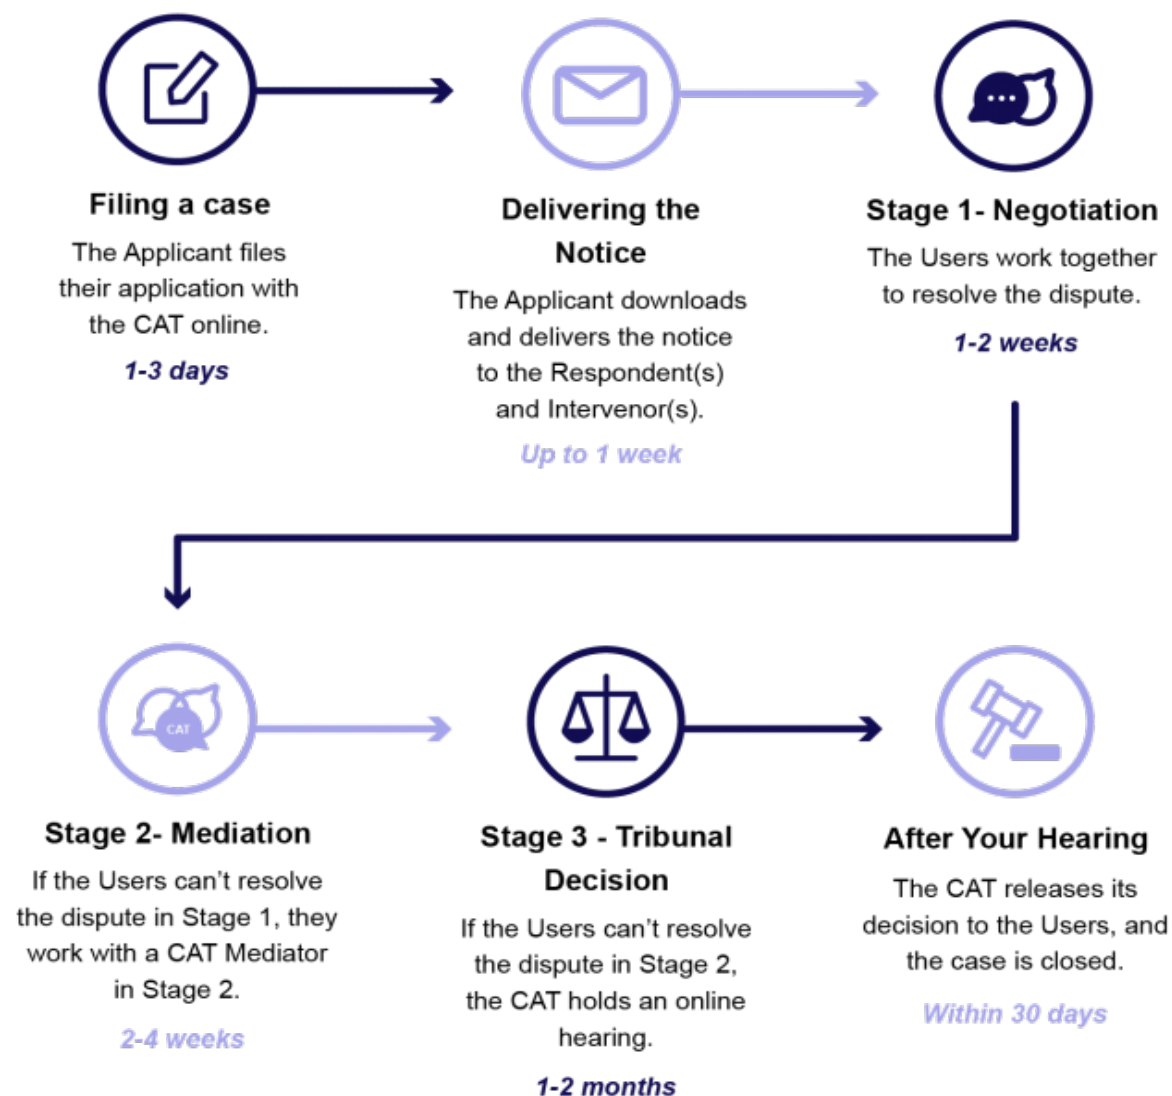 Filing a case
The Applicant files
their application with
the CAT online.
1-3 days
Delivering the
Notice
The Applicant downloads
and delivers the notice
to the Respondent(s)
and Intervenor(s).
Up to 1 week
Stage 1- Negotiation
The Users work together
to resolve the dispute.
1-2 weeks
CAT
Stage 2- Mediation
If the Users can't resolve
the dispute in Stage 1, they
work with a CAT Mediator
in Stage 2.
2-4 weeks
Stage 3 - Tribunal
Decision
If the Users can't resolve
the dispute in Stage 2,
the CAT holds an online
hearing.
1-2 months
After Your Hearing
The CAT releases its
decision to the Users, and
the case is closed.
Within 30 days